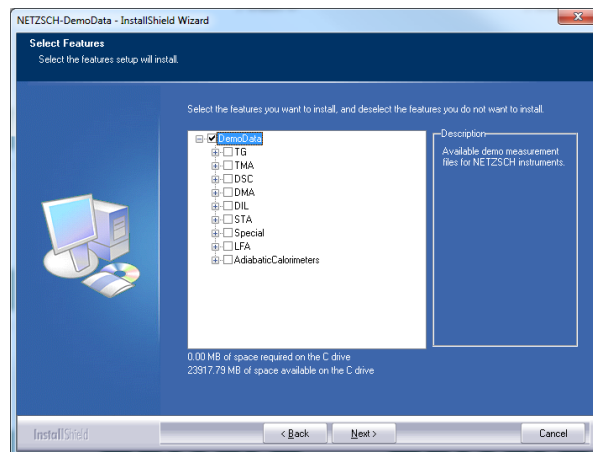 NETZSCH-DemoData - InstallShield Wizard
Select Features
Select the features setup will install.
Select the features you want to install, and deselect the features you do not want to install.
DemoData
TG
TMA
DSC
DMA
DIL
STA
Special
LFA
AdiabaticCalorimeters
Description
Available demo measurement
files for NETZSCH instruments.
0.00 MB of space required on the C drive
23917.79 MB of space available on the C drive
InstallShield
< Back
Next >
Cancel